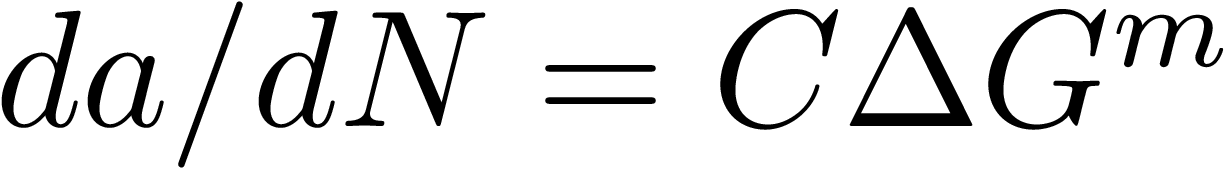 da/dN = CΔG^m